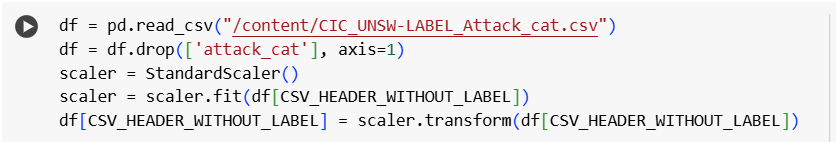 df = pd.read_csv("/content/CIC_UNSW-LABEL_Attack_cat.csv")
df = df.drop(['attack_cat'], axis=1)
scaler = StandardScaler()
scaler = scaler.fit(df[CSV_HEADER_WITHOUT_LABEL])
df[CSV_HEADER_WITHOUT_LABEL] = scaler.transform(df[CSV_HEADER_WITHOUT_LABEL])